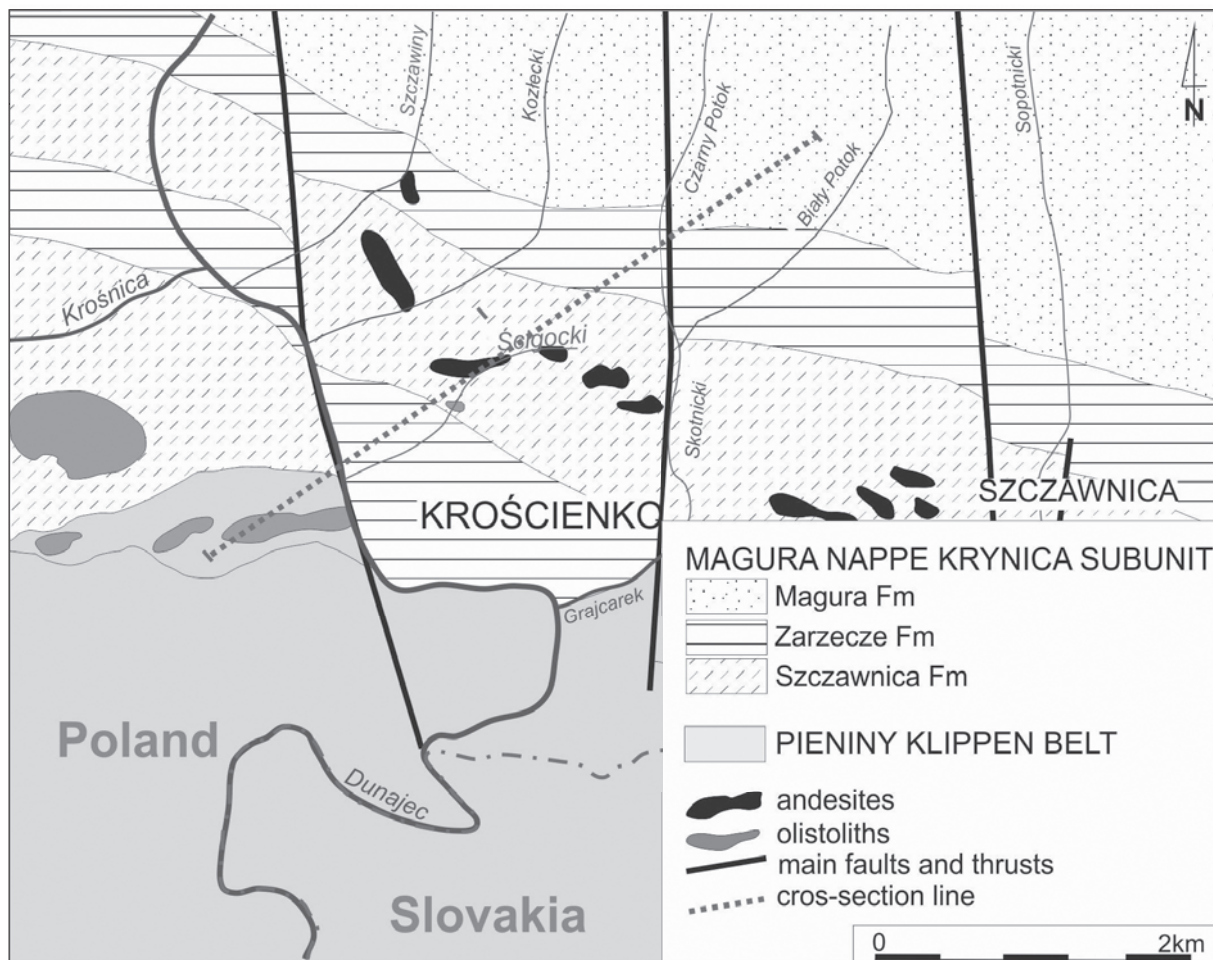 Szczawiny
Kozłecki
Czarny Potok
Biały Potok
Sopotnicki
N
Krośnica
Ścigocki
Skotnicki
KROŚCIENKO
SZCZAWNICA
Grajcarek
Poland
Dunajec
Slovakia
MAGURA NAPPE KRYNICA SUBUNIT
Magura Fm
Zarzecze Fm
Szczawnica Fm
PIENINY KLIPPEN BELT
andesites
olistoliths
main faults and thrusts
cros-section line
0 2km